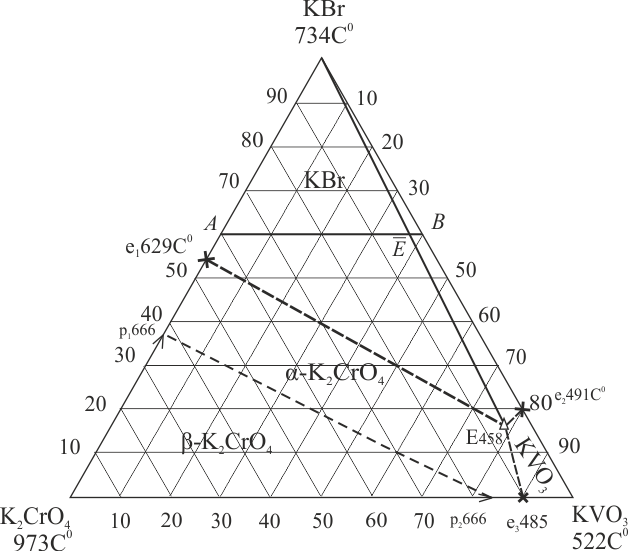 KBr
734C⁰
90
10
80
20
70
KBr
30
A
B
E̅
e₁629C⁰
50
50
40
60
p₁666
30
70
α-K₂CrO₄
20
80
e₂491C⁰
E458
β-K₂CrO₄
10
90
KVO₃
K₂CrO₄
973C⁰
10
20
30
40
50
60
70
p₂666
e₃485
KVO₃
522C⁰